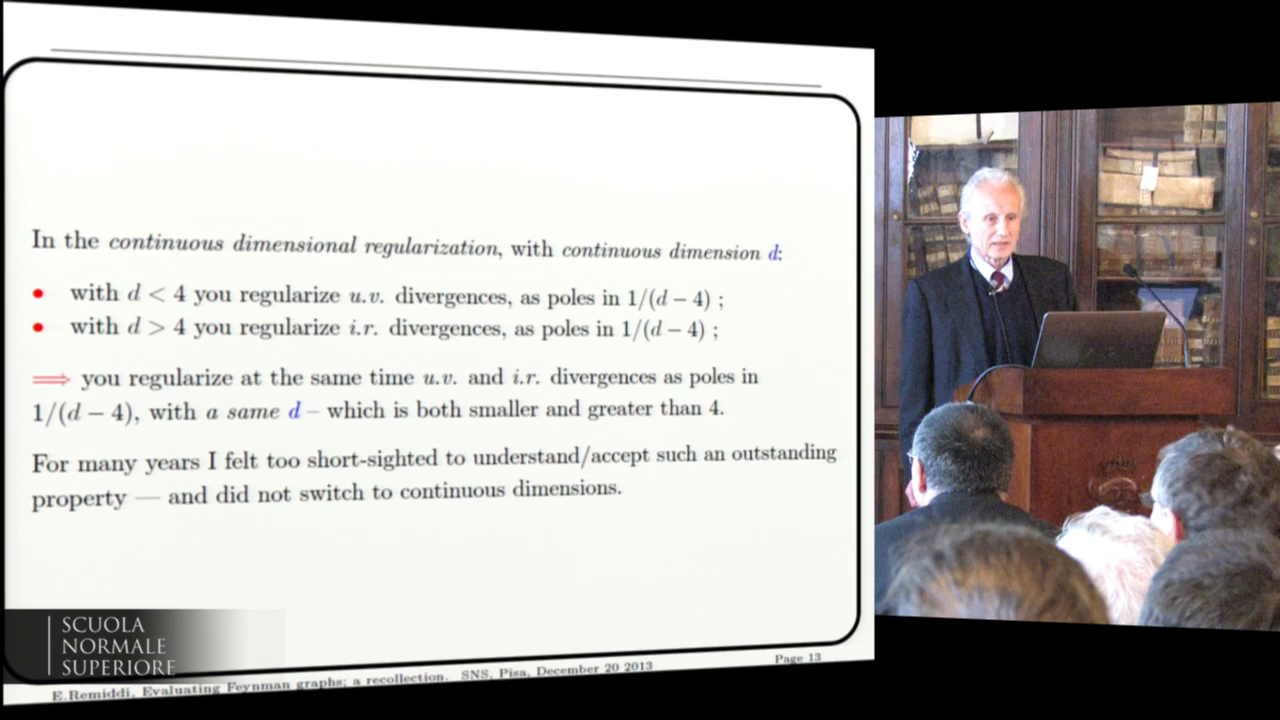 In the continuous dimensional regularization, with continuous dimension d:
• with d < 4 you regularize u.v. divergences, as poles in 1/(d − 4) ;
• with d > 4 you regularize i.r. divergences, as poles in 1/(d − 4) ;
⟹ you regularize at the same time u.v. and i.r. divergences as poles in
1/(d − 4), with a same d – which is both smaller and greater than 4.
For many years I felt too short-sighted to understand/accept such an outstanding
property — and did not switch to continuous dimensions.
SCUOLA
NORMALE
SUPERIORE
Page 13
E.Remiddi, Evaluating Feynman graphs; a recollection. SNS, Pisa, December 20 2013